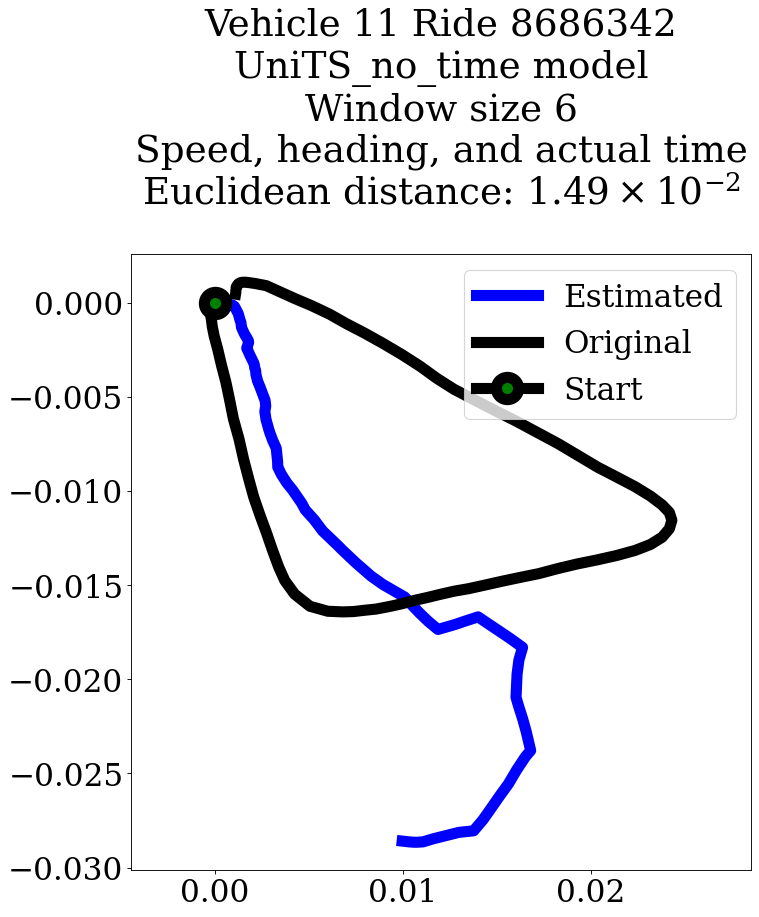 Vehicle 11 Ride 8686342
UniTS_no_time model
Window size 6
Speed, heading, and actual time
Euclidean distance: 1.49 × 10⁻²
Estimated
Original
Start
0.000
−0.005
−0.010
−0.015
−0.020
−0.025
−0.030
0.00 0.01 0.02